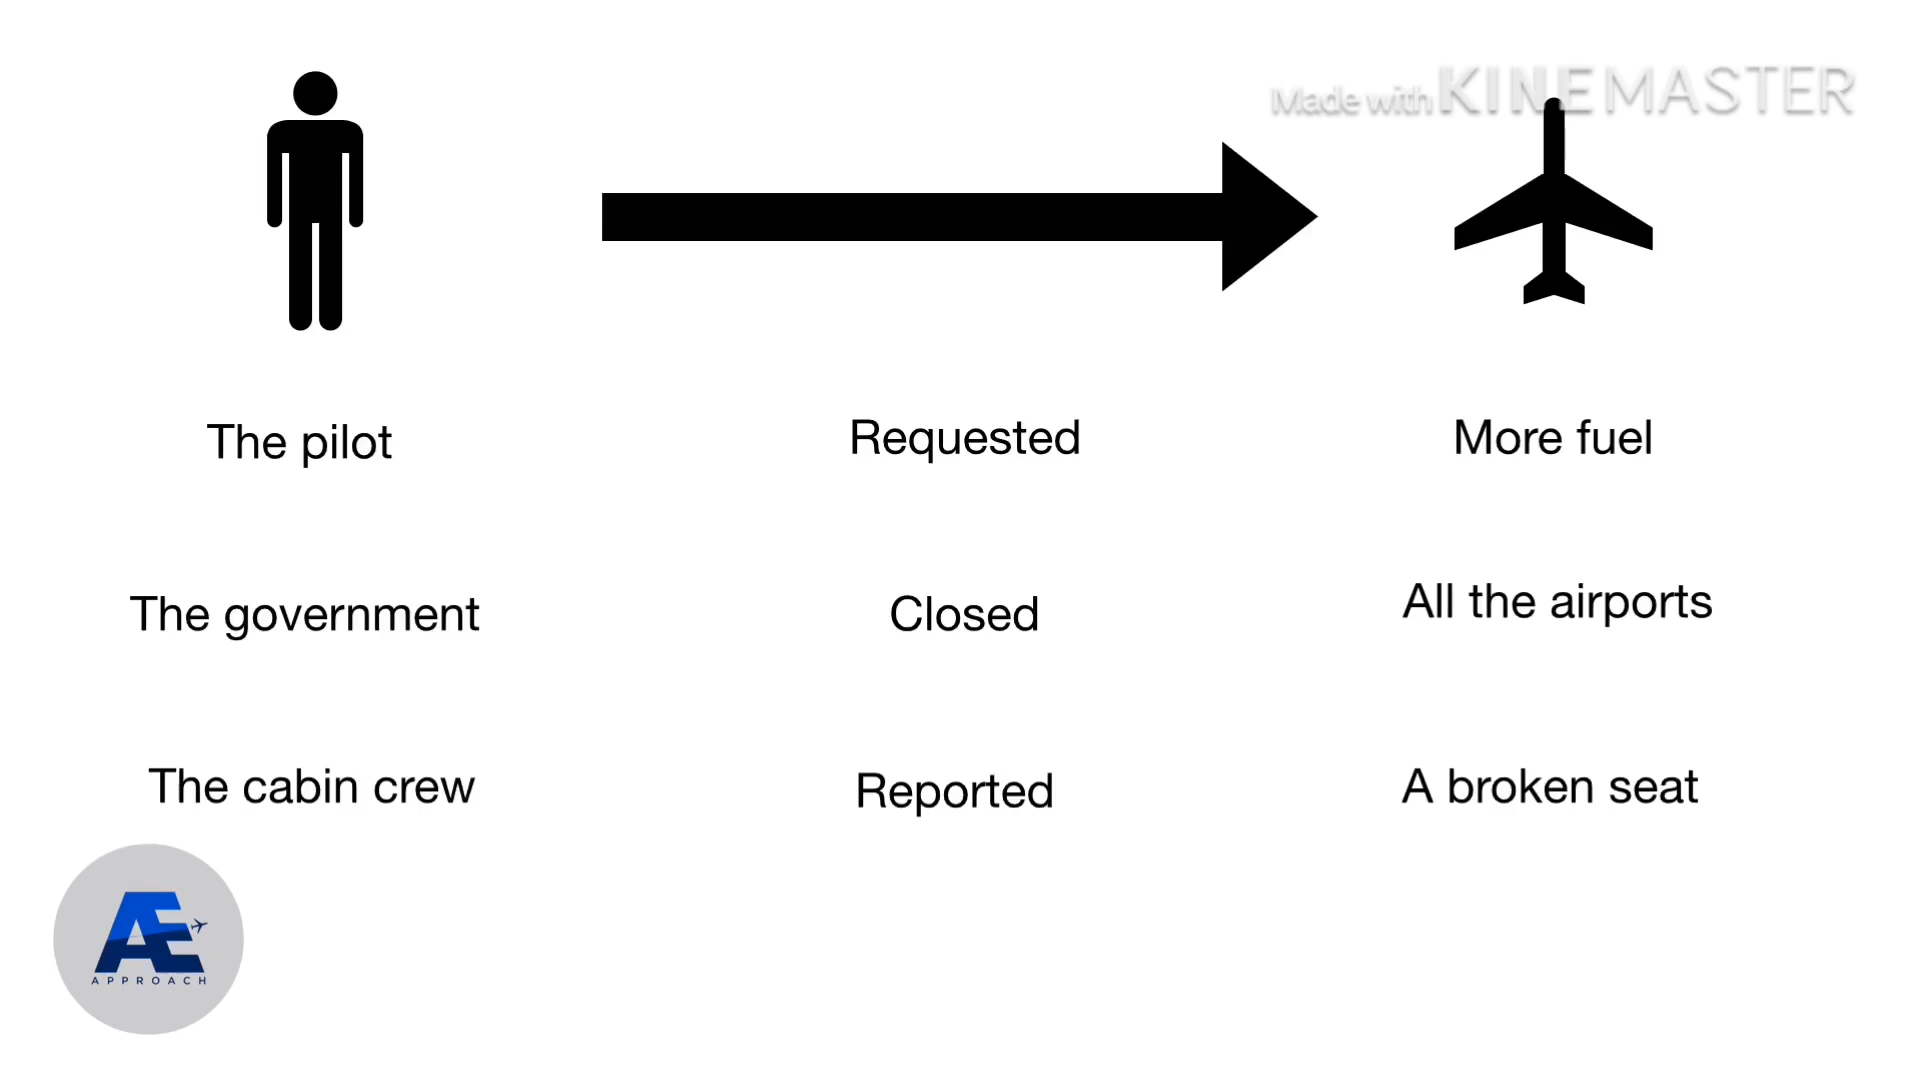 Made with KINEMASTER
The pilot Requested More fuel
The government Closed All the airports
The cabin crew Reported A broken seat
Æ
APPROACH